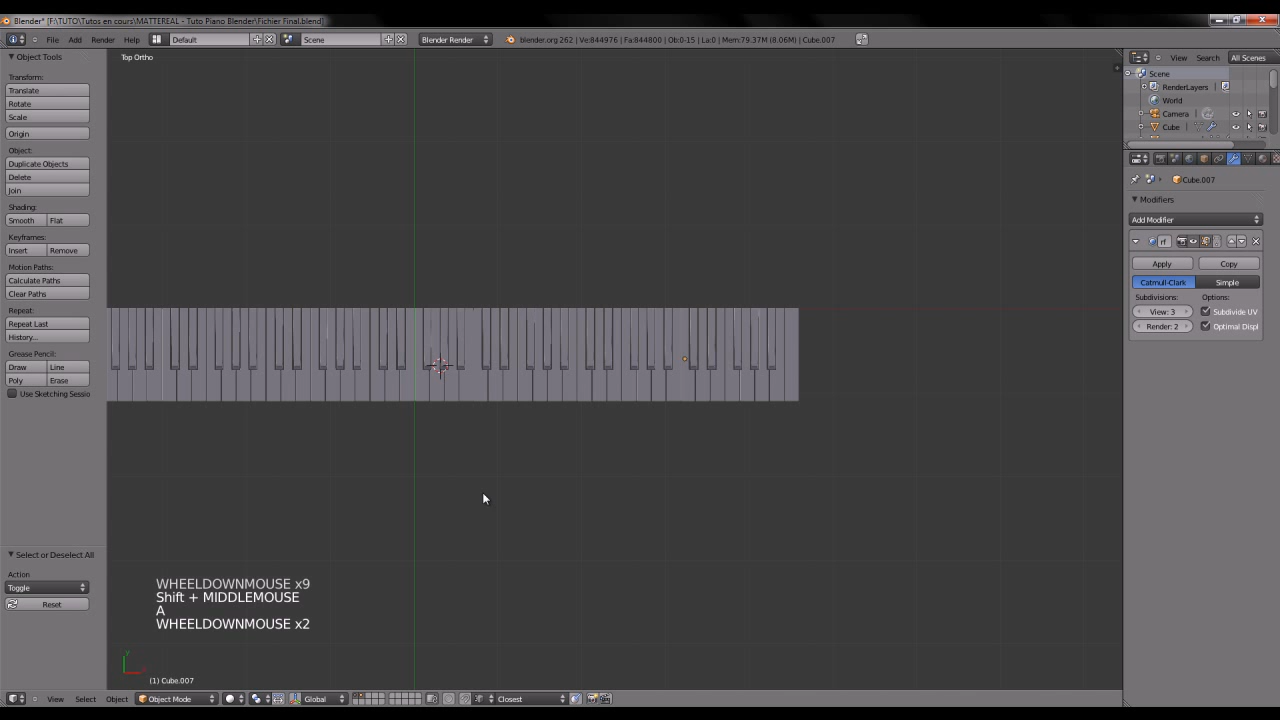 Blender* [F:\TUTO\Tutos en cours\MATTEREAL - Tuto Piano Blender\Fichier Final.blend]
File Add Render Help Default Scene Blender Render blender.org 262 | Ve:844976 | Fa:844800 | Ob:0-15 | La:0 | Mem:79.37M (8.06M) | Cube.007
Object Tools
Transform:
Translate
Rotate
Scale
Origin
Object:
Duplicate Objects
Delete
Join
Shading:
Smooth Flat
Keyframes:
Insert Remove
Motion Paths:
Calculate Paths
Clear Paths
Repeat:
Repeat Last
History...
Grease Pencil:
Draw Line
Poly Erase
Use Sketching Sessio
Select or Deselect All
Action
Toggle
Reset
Top Ortho
WHEELDOWNMOUSE x9
Shift + MIDDLEMOUSE
A
WHEELDOWNMOUSE x2
Y
(1) Cube.007
View Select Object Object Mode Global Closest
View Search All Scenes
Scene
RenderLayers
World
Camera
Cube
Cube.007
Modifiers
Add Modifier
rf
Apply Copy
Catmull-Clark Simple
Subdivisions: Options:
View: 3 Subdivide UV
Render: 2 Optimal Displ